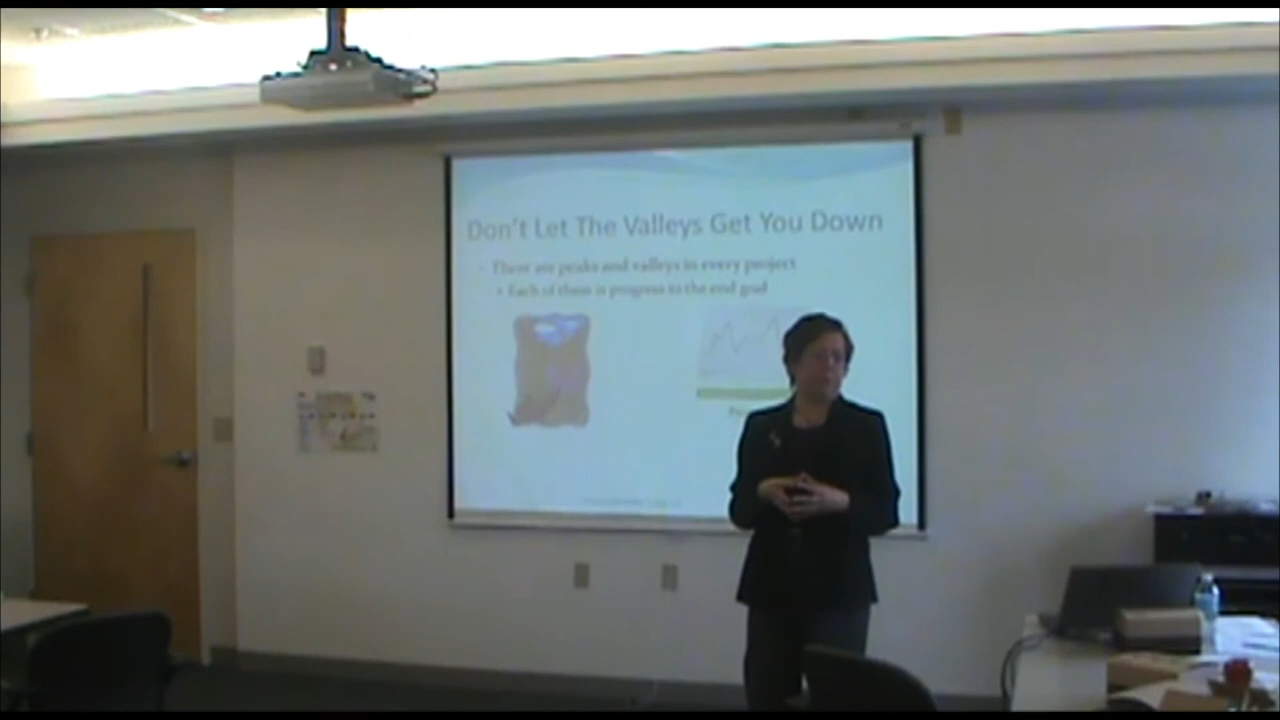 Don't Let The Valleys Get You Down
There are peaks and valleys in every project
Each of them is progress to the end goal